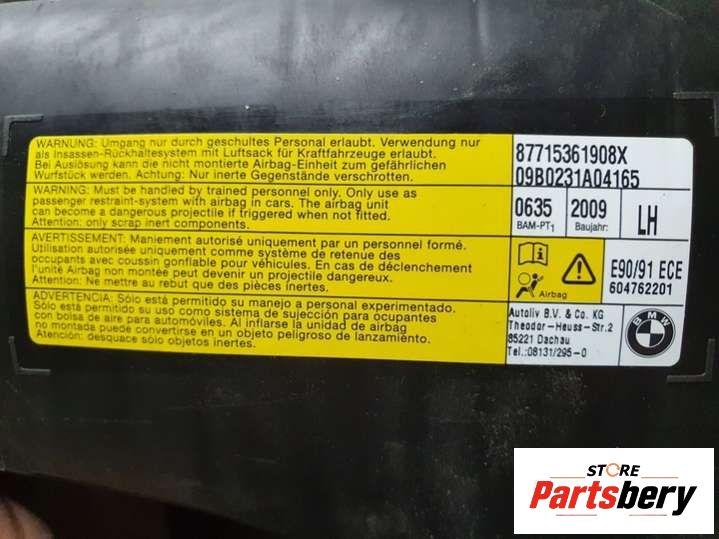 WARNUNG: Umgang nur durch geschultes Personal erlaubt. Verwendung nur
als Insassen-Rückhaltesystem mit Luftsack für Kraftfahrzeuge erlaubt. Bei
Auslösung kann die nicht montierte Airbag-Einheit zum gefährlichen
Wurfstück werden. Achtung: Nur inerte Gegenstände verschrotten.
WARNING: Must be handled by trained personnel only. Use only as
passenger restraint-system with airbag in cars. The airbag unit
can become a dangerous projectile if triggered when not fitted.
Attention: only scrap inert components.
AVERTISSEMENT: Maniement autorisé uniquement par un personnel formé.
Utilisation autorisée uniquement comme système de retenue des
occupants avec coussin gonflable pour véhicules. En cas de déclenchement
l'unité Airbag non montée peut devenir un projectile dangereux.
Attention: Ne mettre au rebut que des pièces inertes.
ADVERTENCIA: Sólo está permitido su manejo a personal experimentado.
Sólo está permitido su uso como sistema de sujección para ocupantes
con bolsa de aire para automóviles. Al inflarse la unidad de airbag
no montada puede convertirse en un objeto peligroso de lanzamiento.
Atención: desguace sólo objetos inertes.
87715361908X
09B0231A04165
0635 2009 LH
BAM-PT1 Baujahr:
Airbag
E90/91 ECE
604762201
Autoliv B.V. & Co. KG
Theodor-Heuss-Str.2
85221 Dachau
Tel.:08131/295-0
BMW
STORE
Partsbery